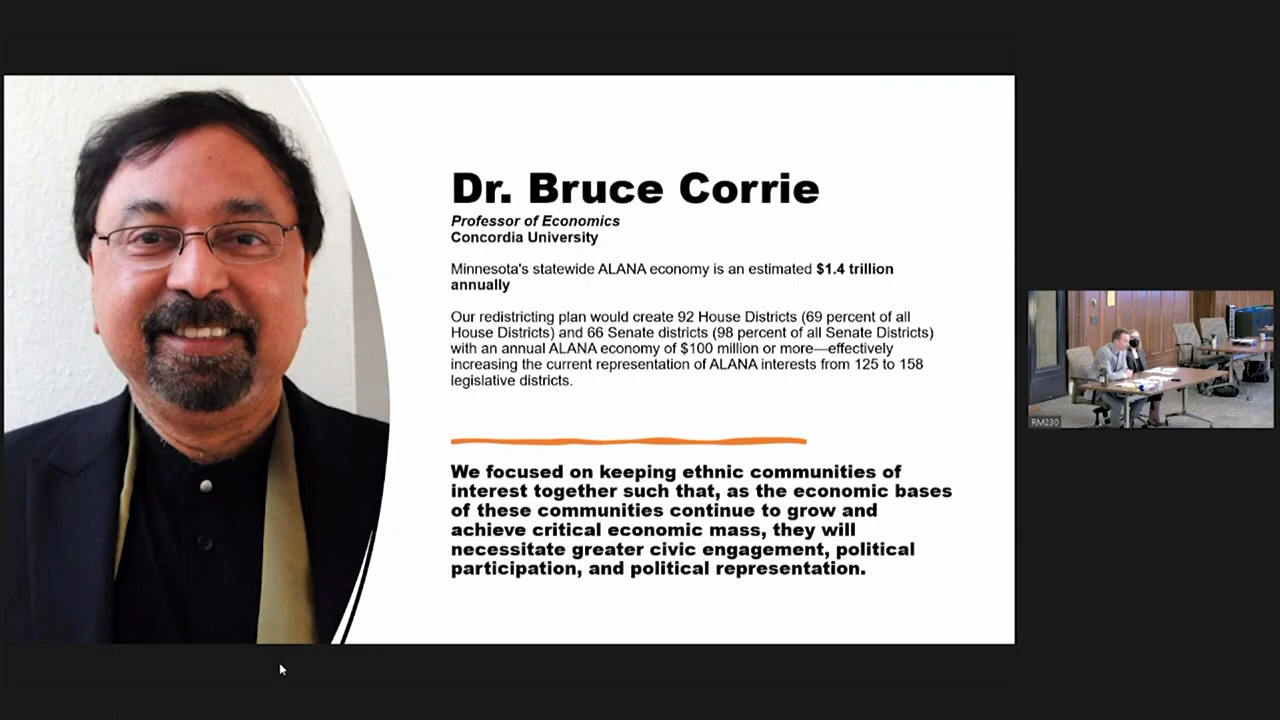 Dr. Bruce Corrie
Professor of Economics
Concordia University
Minnesota's statewide ALANA economy is an estimated $1.4 trillion
annually
Our redistricting plan would create 92 House Districts (69 percent of all
House Districts) and 66 Senate districts (98 percent of all Senate Districts)
with an annual ALANA economy of $100 million or more—effectively
increasing the current representation of ALANA interests from 125 to 158
legislative districts.
We focused on keeping ethnic communities of
interest together such that, as the economic bases
of these communities continue to grow and
achieve critical economic mass, they will
necessitate greater civic engagement, political
participation, and political representation.
RM230